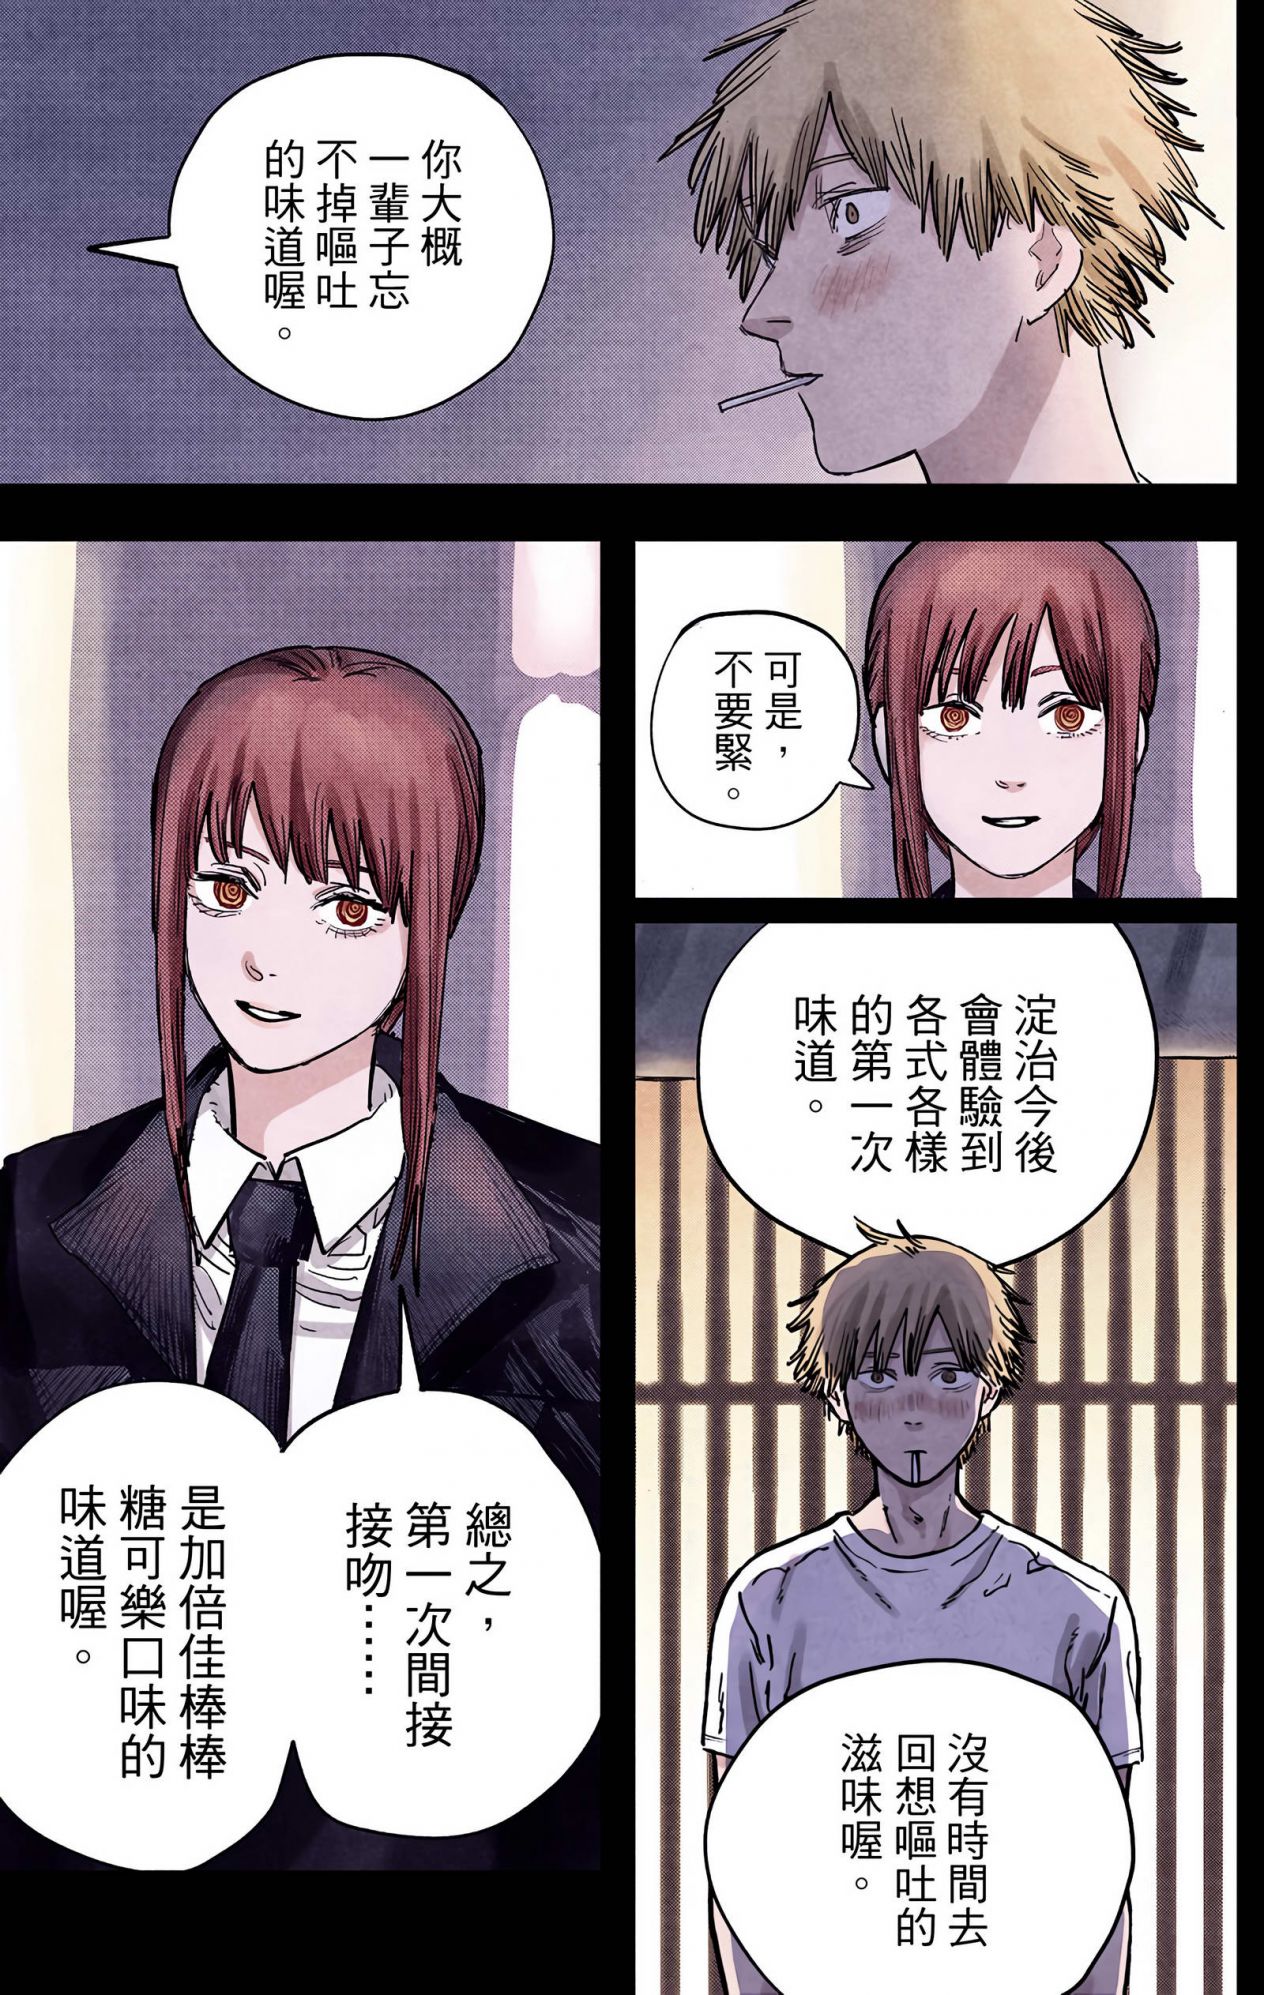 你大概
一輩子忘
不掉嘔吐
的味道喔。
可是，
不要緊。
淀治今後
會體驗到
各式各樣
的第一次
味道。
沒有時間去
回想嘔吐的
滋味喔。
總之，
第一次間接
接吻……
是加倍佳棒棒
糖可樂口味的
味道喔。